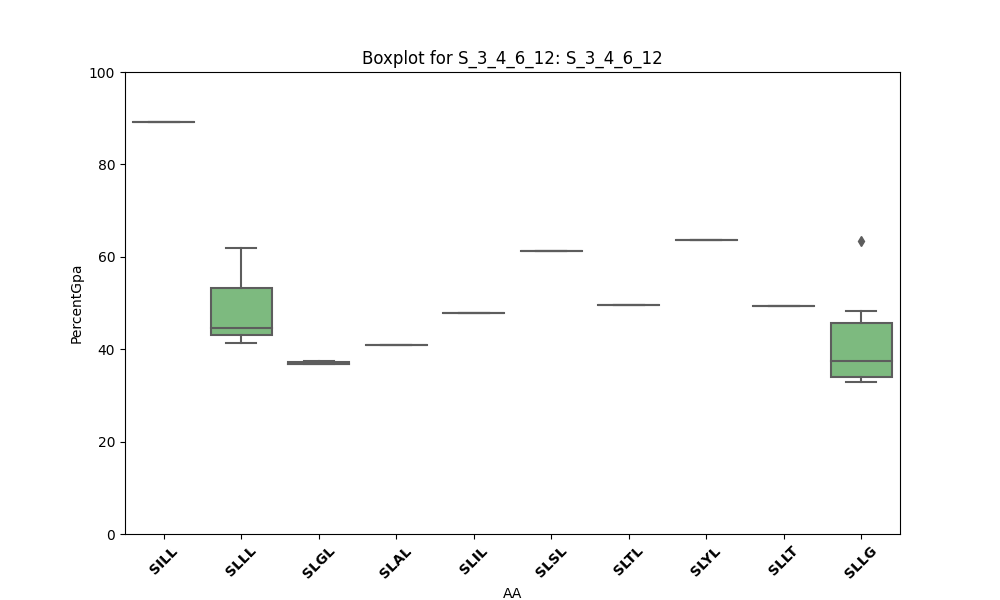 Boxplot for S_3_4_6_12: S_3_4_6_12
PercentGpa
100
80
60
40
20
0
SILL
SLLL
SLGL
SLAL
SLIL
SLSL
SLTL
SLYL
SLLT
SLLG
AA